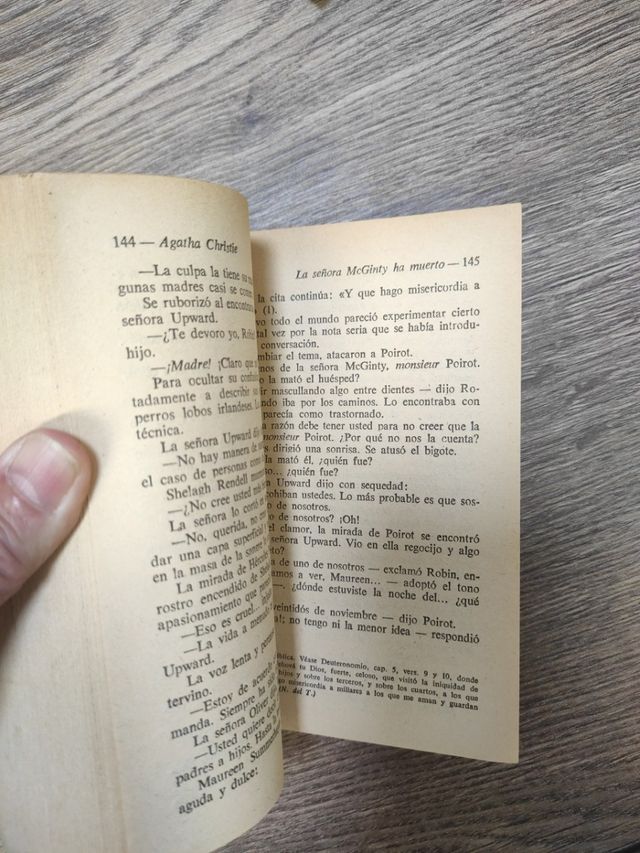 144 — Agatha Christie
—La culpa la tiene su
gunas madres casi se
Se ruborizó al
señora Upward.
—¿Te devoro yo,
hijo.
—¡Madre! ¡Claro que
Para ocultar su
tadamente a describir
perros lobos irlandeses.
técnica.
La señora Upward
—No hay manera de
el caso de personas
Shelagh Rendell
—¿No cree usted
La señora lo cortó
—No, querida, no
dar una capa superficial
en la masa de la
La mirada de
rostro encendido de
apasionamiento que
—Eso es cruel...
—La vida a
Upward.
La voz lenta y
tervino.
—Estoy de acuerdo
manda. Siempre ha
La señora
—Usted quiere
padres a hijos. Hasta
Maureen
aguda y dulce:
La señora McGinty ha muerto — 145
la cita continúa: «Y que hago misericordia a
(1).
todo el mundo pareció experimentar cierto
tal vez por la nota seria que se había introdu-
conversación.
el tema, atacaron a Poirot.
de la señora McGinty, monsieur Poirot.
lo mató el huésped?
mascullando algo entre dientes — dijo Ro-
iba por los caminos. Lo encontraba con
parecía como trastornado.
razón debe tener usted para no creer que la
monsieur Poirot. ¿Por qué no nos la cuenta?
dirigió una sonrisa. Se atusó el bigote.
la mató él, ¿quién fue?
¿quién fue?
Upward dijo con sequedad:
ustedes. Lo más probable es que sos-
de nosotros.
de nosotros? ¡Oh!
el clamor, la mirada de Poirot se encontró
señora Upward. Vio en ella regocijo y algo
de uno de nosotros — exclamó Robin, en-
a ver, Maureen... — adoptó el tono
¿dónde estuviste la noche del... ¿qué
de noviembre — dijo Poirot.
no tengo ni la menor idea — respondió
Véase Deuteronomio, cap. 5, vers. 9 y 10, donde
tu Dios, fuerte, celoso, que visitó la iniquidad de
hijos y sobre los terceros, y sobre los cuartos, a los que
misericordia a millares a los que me aman y guardan
(N. del T.)